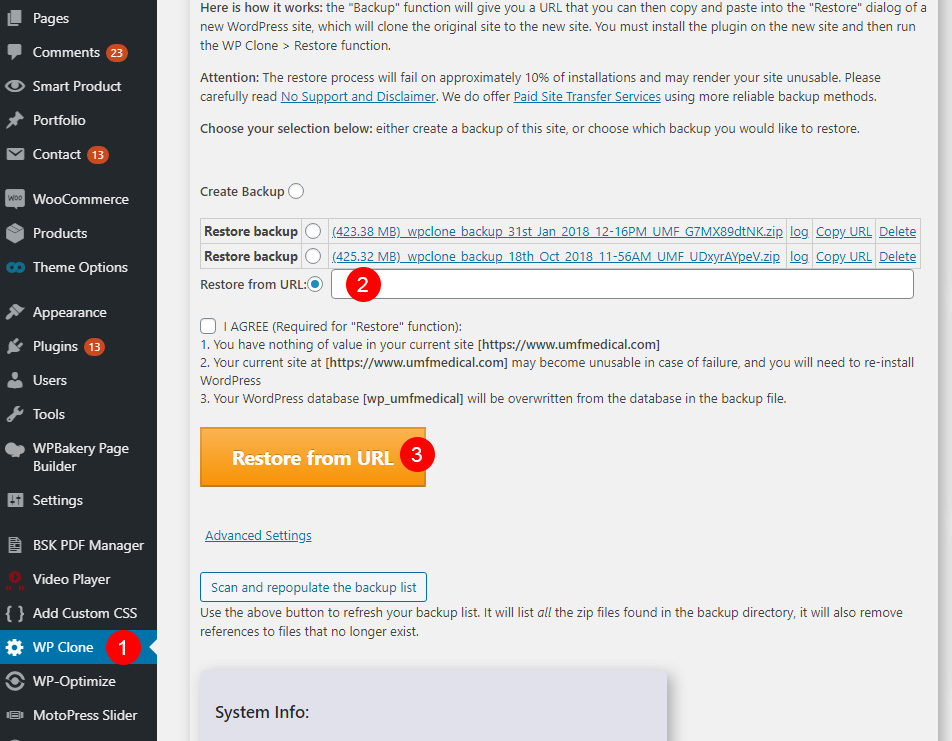 Pages
Comments 23
Smart Product
Portfolio
Contact 13
WOO WooCommerce
Products
Theme Options
Appearance
Plugins 13
Users
Tools
WPBakery Page
Builder
Settings
BSK PDF Manager
Video Player
Add Custom CSS
WP Clone 1
WP-Optimize
MotoPress Slider
Here is how it works: the "Backup" function will give you a URL that you can then copy and paste into the "Restore" dialog of a
new WordPress site, which will clone the original site to the new site. You must install the plugin on the new site and then run
the WP Clone > Restore function.
Attention: The restore process will fail on approximately 10% of installations and may render your site unusable. Please
carefully read No Support and Disclaimer. We do offer Paid Site Transfer Services using more reliable backup methods.
Choose your selection below: either create a backup of this site, or choose which backup you would like to restore.
Create Backup
Restore backup (423.38 MB)_wpclone_backup_31st_Jan_2018_12-16PM_UMF_G7MX89dtNK.zip log Copy URL Delete
Restore backup (425.32 MB)_wpclone_backup_18th_Oct_2018_11-56AM_UMF_UDxyrAYpeV.zip log Copy URL Delete
Restore from URL: 2
I AGREE (Required for "Restore" function):
1. You have nothing of value in your current site [https://www.umfmedical.com]
2. Your current site at [https://www.umfmedical.com] may become unusable in case of failure, and you will need to re-install
WordPress
3. Your WordPress database [wp_umfmedical] will be overwritten from the database in the backup file.
Restore from URL 3
Advanced Settings
Scan and repopulate the backup list
Use the above button to refresh your backup list. It will list all the zip files found in the backup directory, it will also remove
references to files that no longer exist.
System Info: